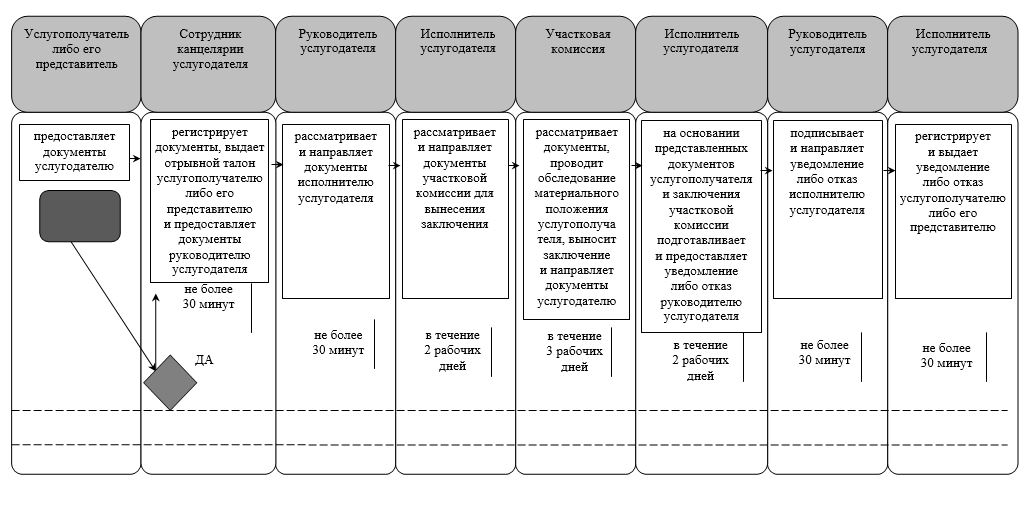 Услугополучатель
либо его
представитель
Сотрудник
канцелярии
услугодателя
Руководитель
услугодателя
Исполнитель
услугодателя
Участковая
комиссия
Исполнитель
услугодателя
Руководитель
услугодателя
Исполнитель
услугодателя
предоставляет
документы
услугодателю
регистрирует
документы, выдает
отрывной талон
услугополучателю
либо его
представителю
и предоставляет
документы
руководителю
услугодателя
не более
30 минут
рассматривает
и направляет
документы
исполнителю
услугодателя
не более
30 минут
рассматривает
и направляет
документы
участковой
комиссии для
вынесения
заключения
в течение
2 рабочих
дней
рассматривает
документы,
проводит
обследование
материального
положения
услугополуча
теля, выносит
заключение
и направляет
документы
услугодателю
в течение
3 рабочих
дней
на основании
представленных
документов
услугополучателя
и заключения
участковой
комиссии
подготавливает
и предоставляет
уведомление
либо отказ
руководителю
услугодателя
в течение
2 рабочих
дней
подписывает
и направляет
уведомление
либо отказ
исполнителю
услугодателя
не более
30 минут
регистрирует
и выдает
уведомление
либо отказ
услугополучателю
либо его
представителю
не более
30 минут
ДА